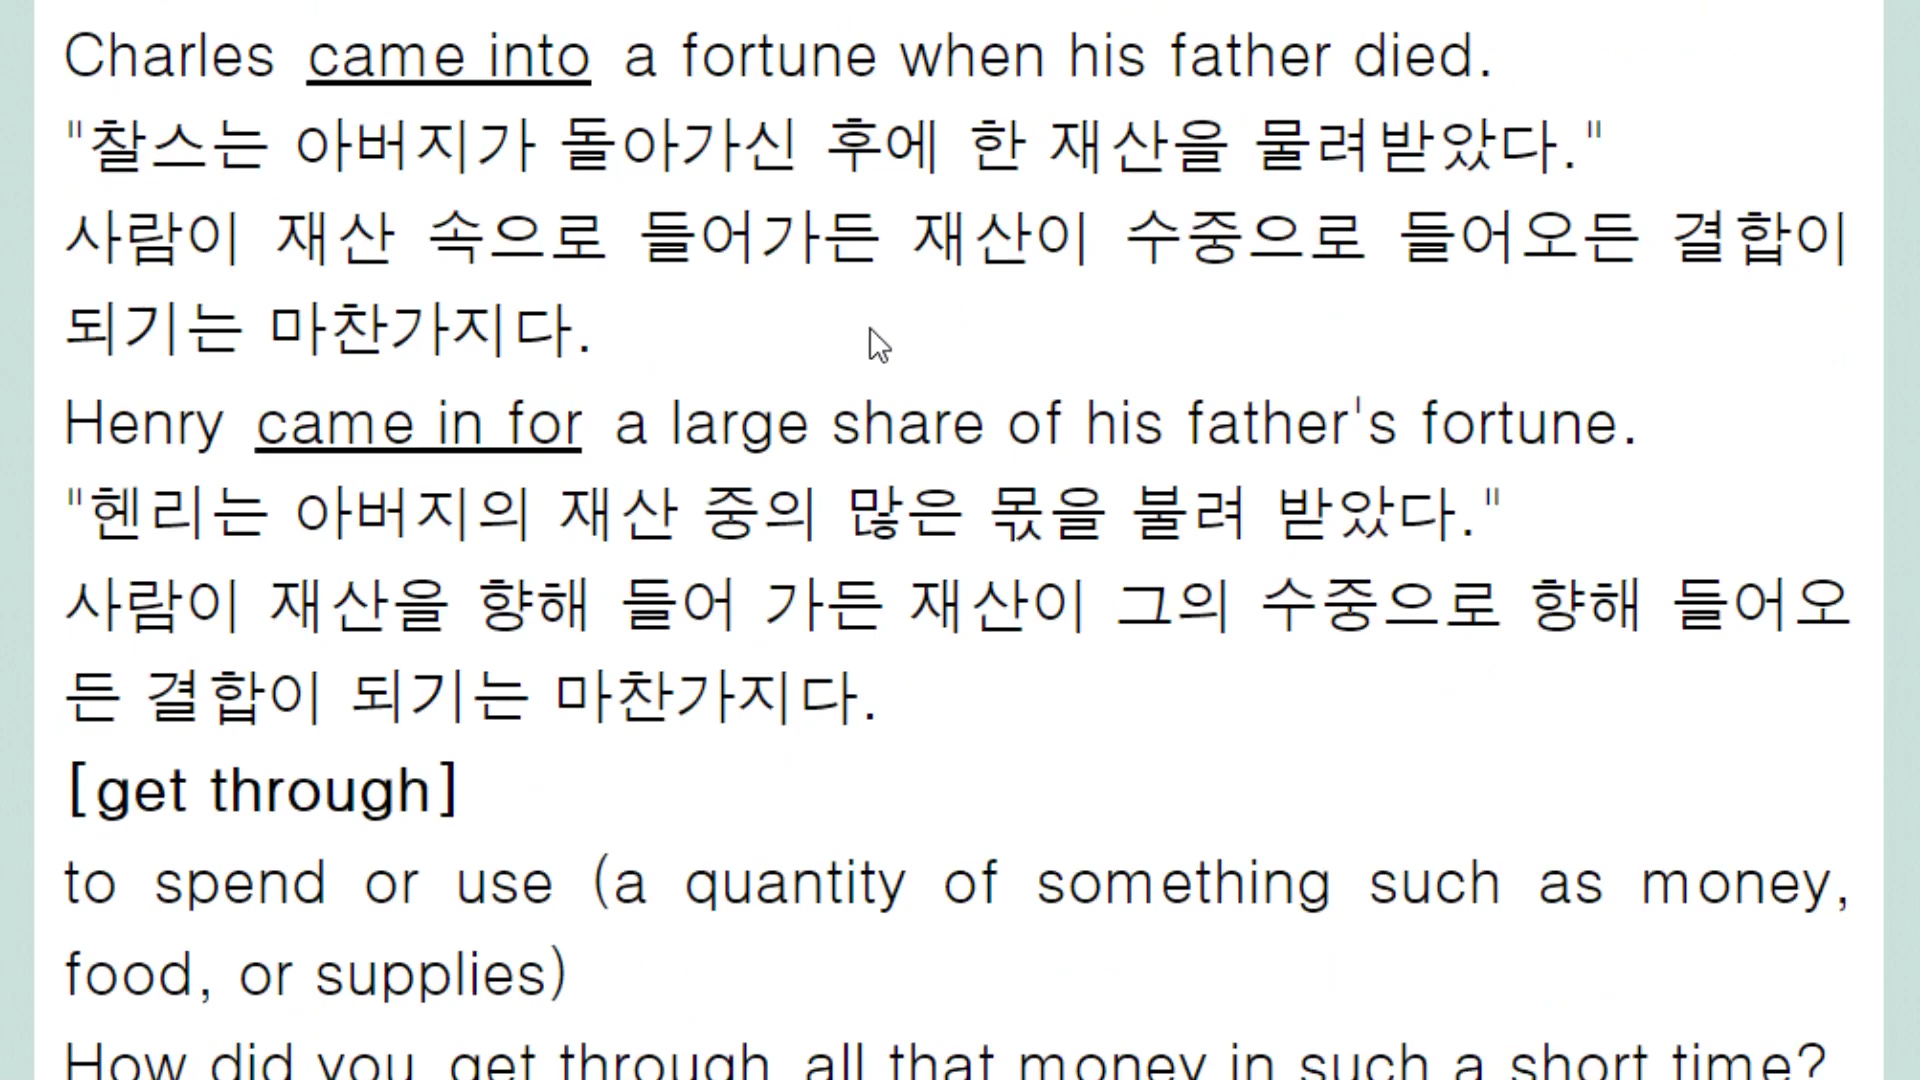 Charles came into a fortune when his father died.
"찰스는 아버지가 돌아가신 후에 한 재산을 물려받았다."
사람이 재산 속으로 들어가든 재산이 수중으로 들어오든 결합이
되기는 마찬가지다.
Henry came in for a large share of his father's fortune.
"헨리는 아버지의 재산 중의 많은 몫을 불려 받았다."
사람이 재산을 향해 들어 가든 재산이 그의 수중으로 향해 들어오
든 결합이 되기는 마찬가지다.
[get through]
to spend or use (a quantity of something such as money,
food, or supplies)
How did you get through all that money in such a short time?